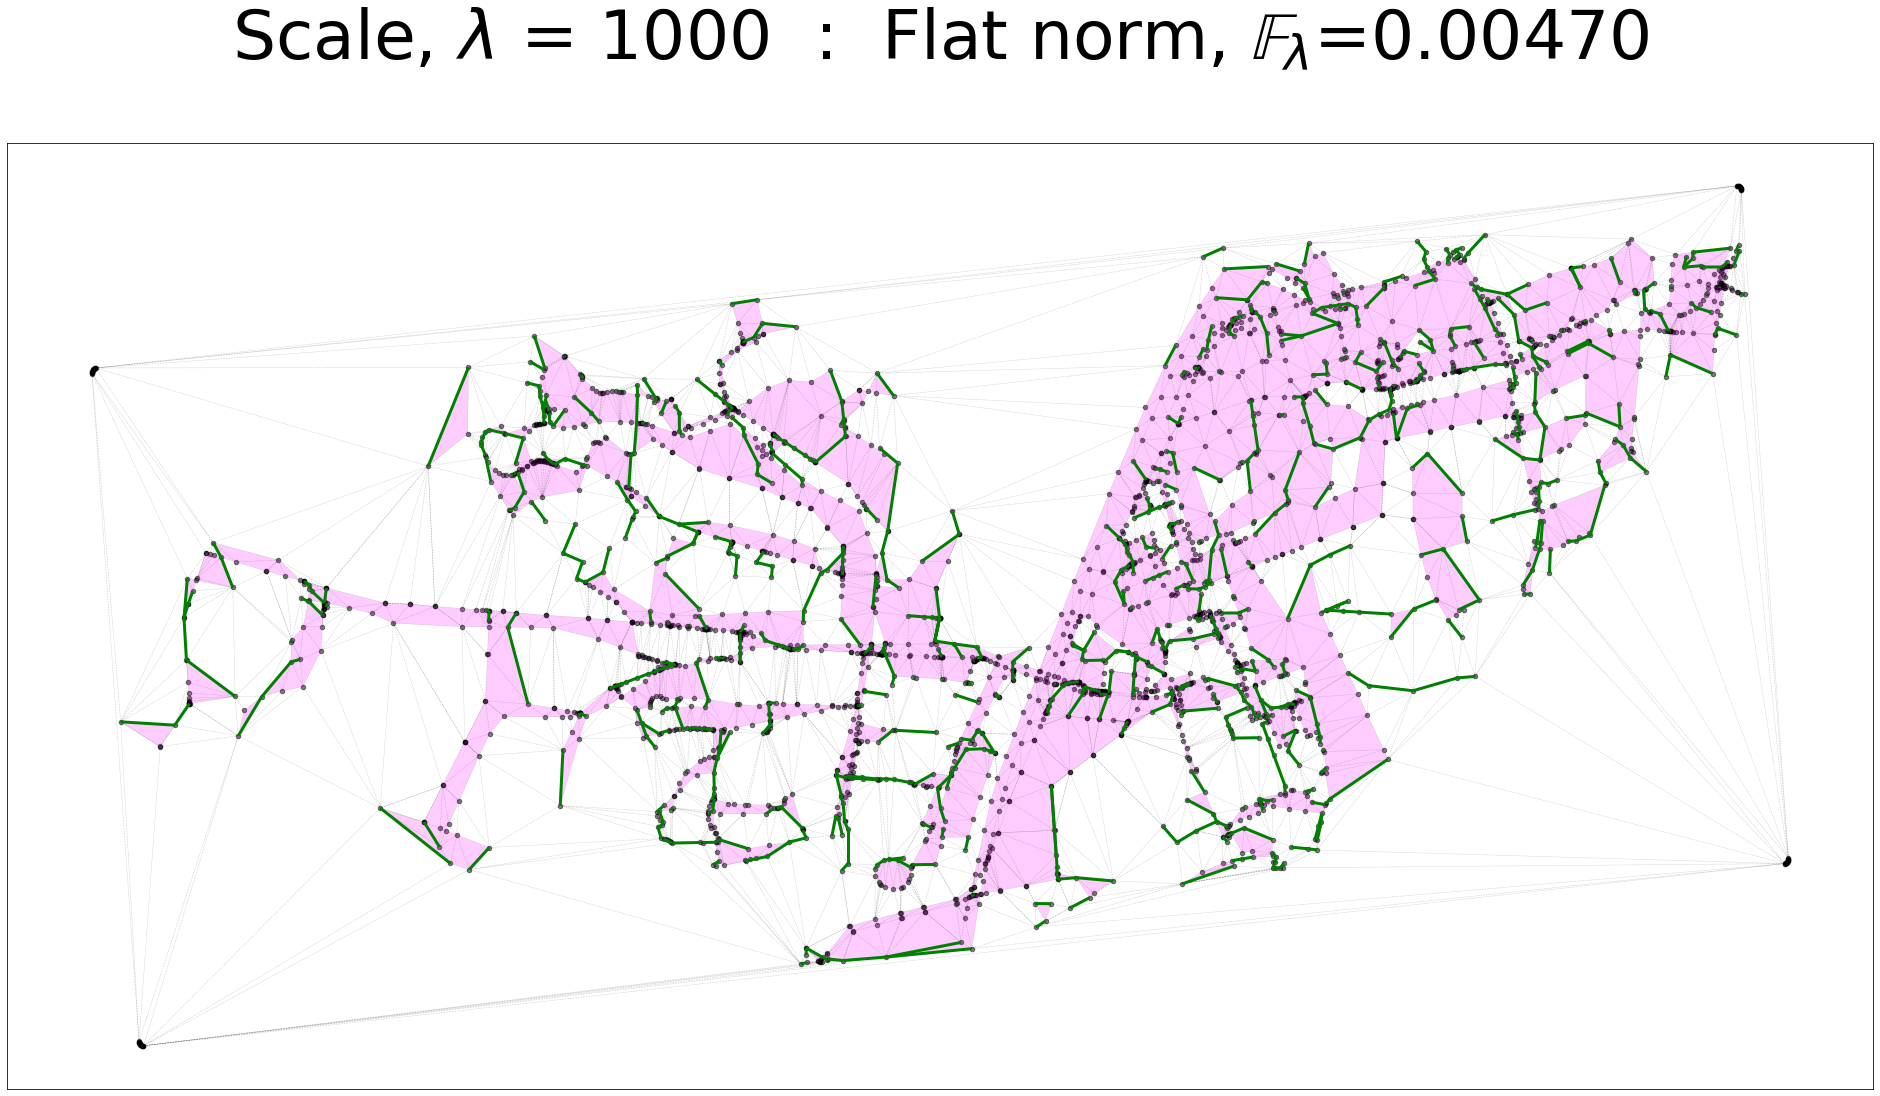 Scale, λ = 1000 : Flat norm, 𝔽λ=0.00470